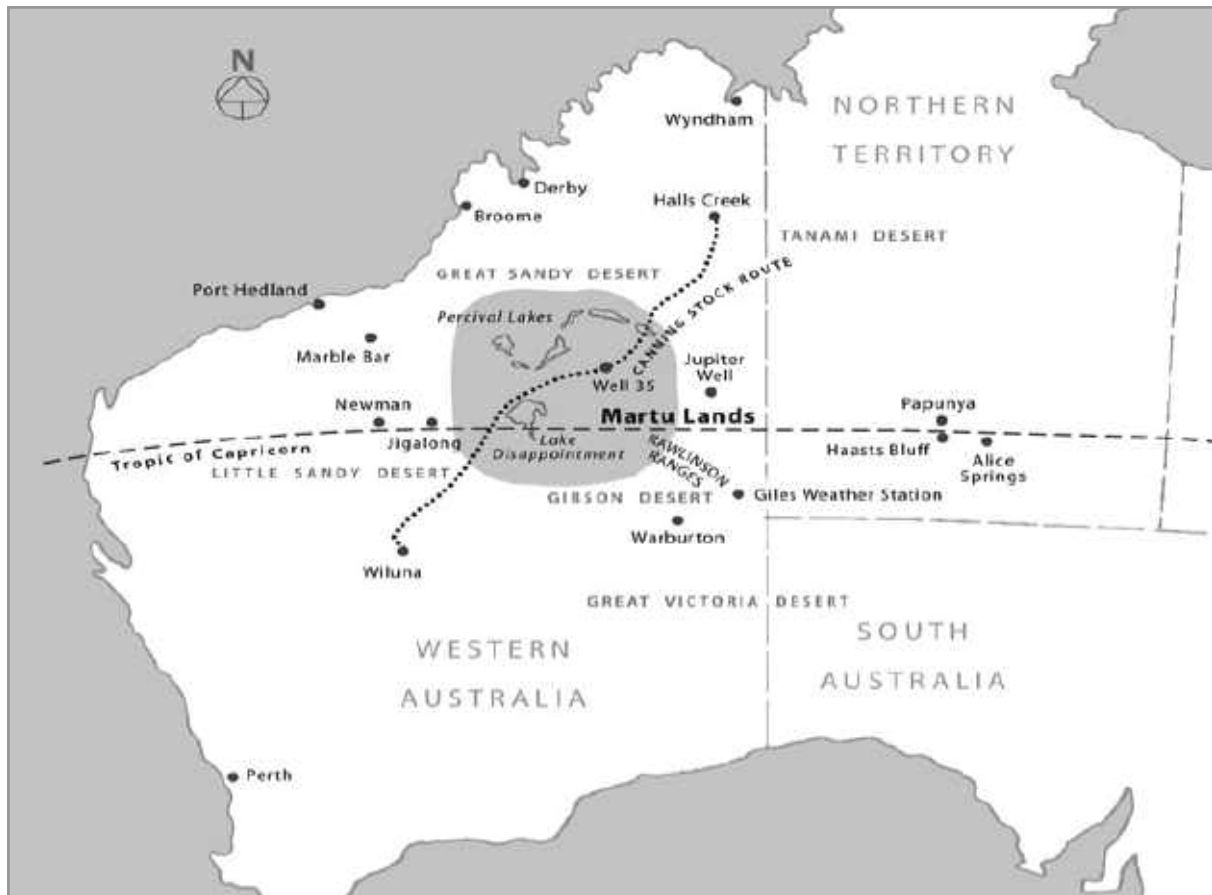 N
NORTHERN
TERRITORY
Wyndham
Derby
Broome
Halls Creek
TANAMI DESERT
GREAT SANDY DESERT
CANNING STOCK ROUTE
Port Hedland
Percival Lakes
Marble Bar
Jupiter
Well
Well 35
Newman
Martu Lands
Papunya
Jigalong
Tropic of Capricorn
Lake
Disappointment
RAWLINSON
RANGES
Haasts Bluff
Alice
Springs
LITTLE SANDY DESERT
GIBSON DESERT
Giles Weather Station
Warburton
Wiluna
GREAT VICTORIA DESERT
WESTERN
AUSTRALIA
SOUTH
AUSTRALIA
Perth